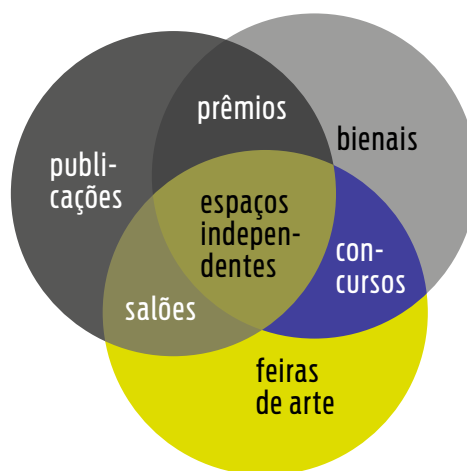 prêmios
bienais
publi-
cações
espaços
indepen-
dentes
con-
cursos
salões
feiras
de arte